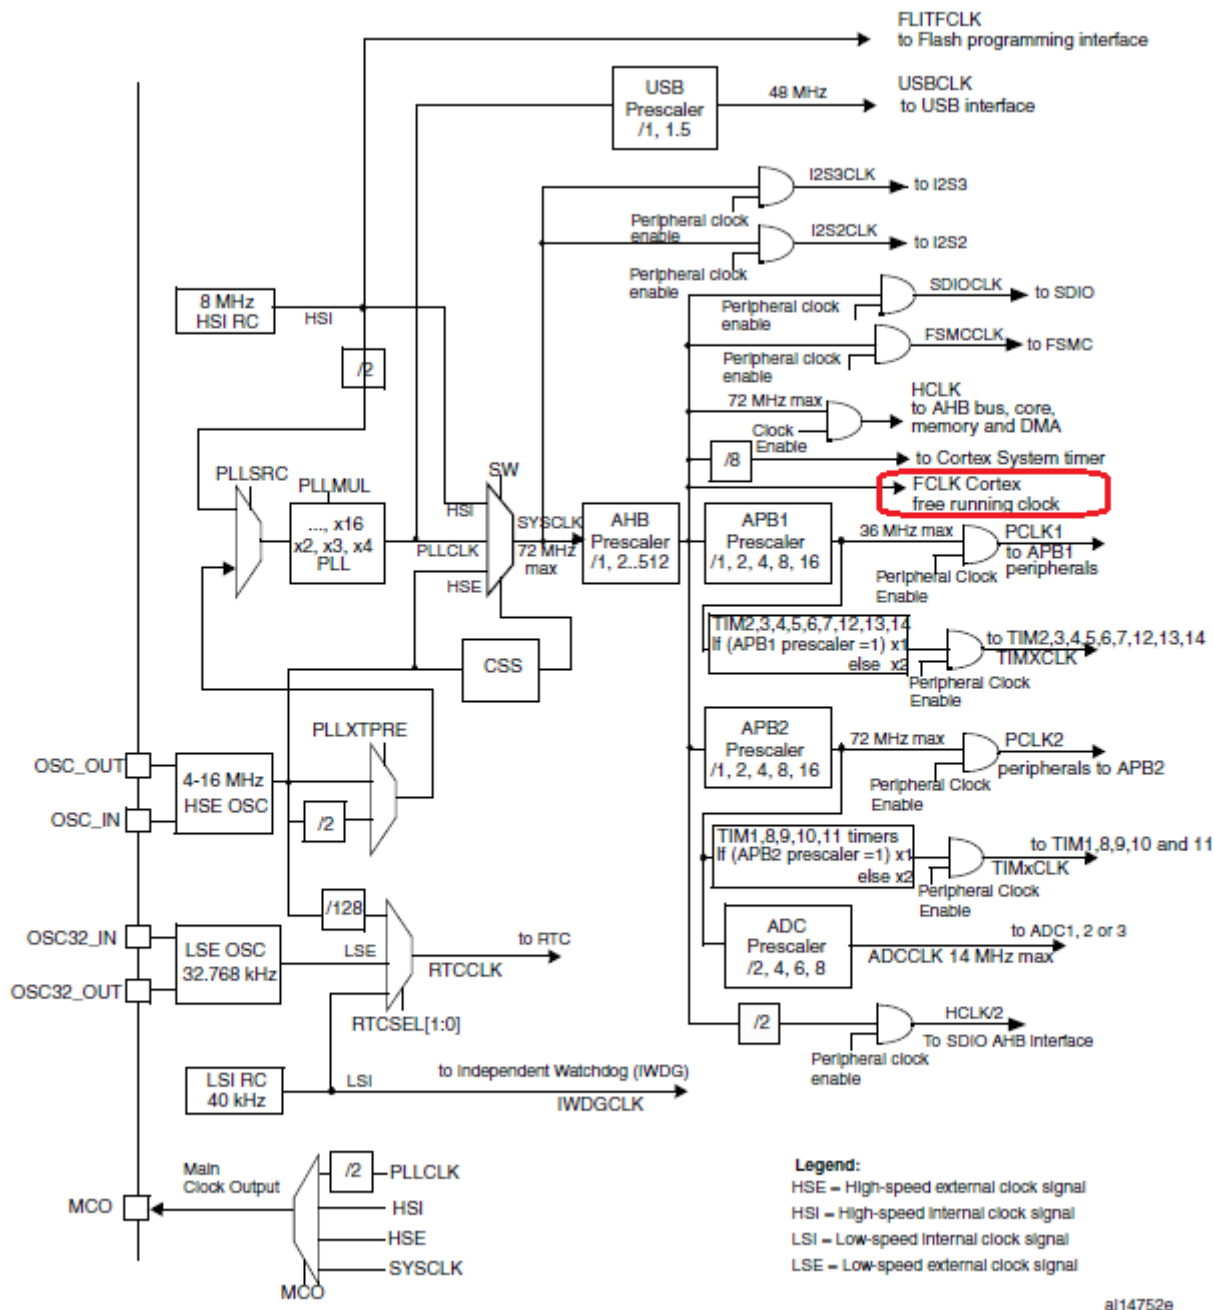 FLITFCLK
to Flash programming interface
USB
Prescaler
/1, 1.5
48 MHz
USBCLK
to USB interface
I2S3CLK
to I2S3
Peripheral clock
enable
I2S2CLK
to I2S2
Peripheral clock
enable
8 MHz
HSI RC
HSI
/2
SDIOCLK
to SDIO
Peripheral clock
enable
FSMCCLK
to FSMC
Peripheral clock
enable
HCLK
to AHB bus, core,
memory and DMA
72 MHz max
Clock
Enable
/8
to Cortex System timer
FCLK Cortex
free running clock
PLLSRC
PLLMUL
..., x16
x2, x3, x4
PLL
SW
HSI
PLLCLK
HSE
SYSCLK
72 MHz
max
AHB
Prescaler
/1, 2..512
APB1
Prescaler
/1, 2, 4, 8, 16
36 MHz max
PCLK1
to APB1
peripherals
Peripheral Clock
Enable
TIM2,3,4,5,6,7,12,13,14
If (APB1 prescaler =1) x1
else x2
to TIM2,3,4,5,6,7,12,13,14
TIMXCLK
Peripheral Clock
Enable
CSS
PLLXTPRE
OSC_OUT
OSC_IN
4-16 MHz
HSE OSC
/2
APB2
Prescaler
/1, 2, 4, 8, 16
72 MHz max
PCLK2
peripherals to APB2
Peripheral Clock
Enable
TIM1,8,9,10,11 timers
If (APB2 prescaler =1) x1
else x2
to TIM1,8,9,10 and 11
TIMxCLK
Peripheral Clock
Enable
/128
OSC32_IN
OSC32_OUT
LSE OSC
32.768 kHz
LSE
to RTC
RTCCLK
RTCSEL[1:0]
ADC
Prescaler
/2, 4, 6, 8
to ADC1, 2 or 3
ADCCLK 14 MHz max
/2
HCLK/2
To SDIO AHB Interface
Peripheral clock
enable
LSI RC
40 kHz
LSI
to Independent Watchdog (IWDG)
IWDGCLK
Main
Clock Output
MCO
/2
PLLCLK
HSI
HSE
SYSCLK
MCO
Legend:
HSE = High-speed external clock signal
HSI = High-speed internal clock signal
LSI = Low-speed internal clock signal
LSE = Low-speed external clock signal
ai14752e